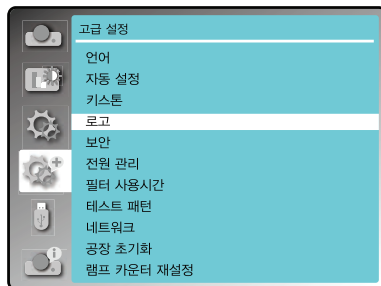 고급 설정
언어
자동 설정
키스톤
로고
보안
전원 관리
필터 사용시간
테스트 패턴
네트워크
공장 초기화
램프 카운터 재설정